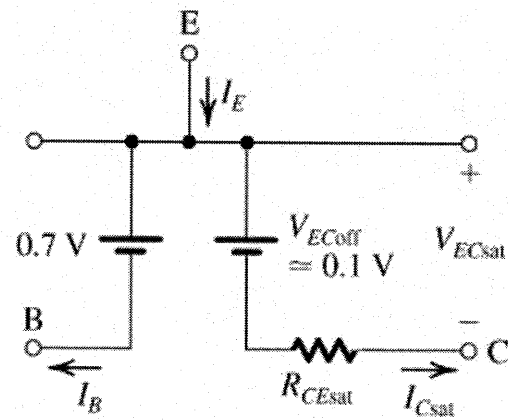 E
I_E
+
0.7 V
V_ECoff
≃ 0.1 V
V_ECsat
B
−
C
I_B
R_CEsat
I_Csat